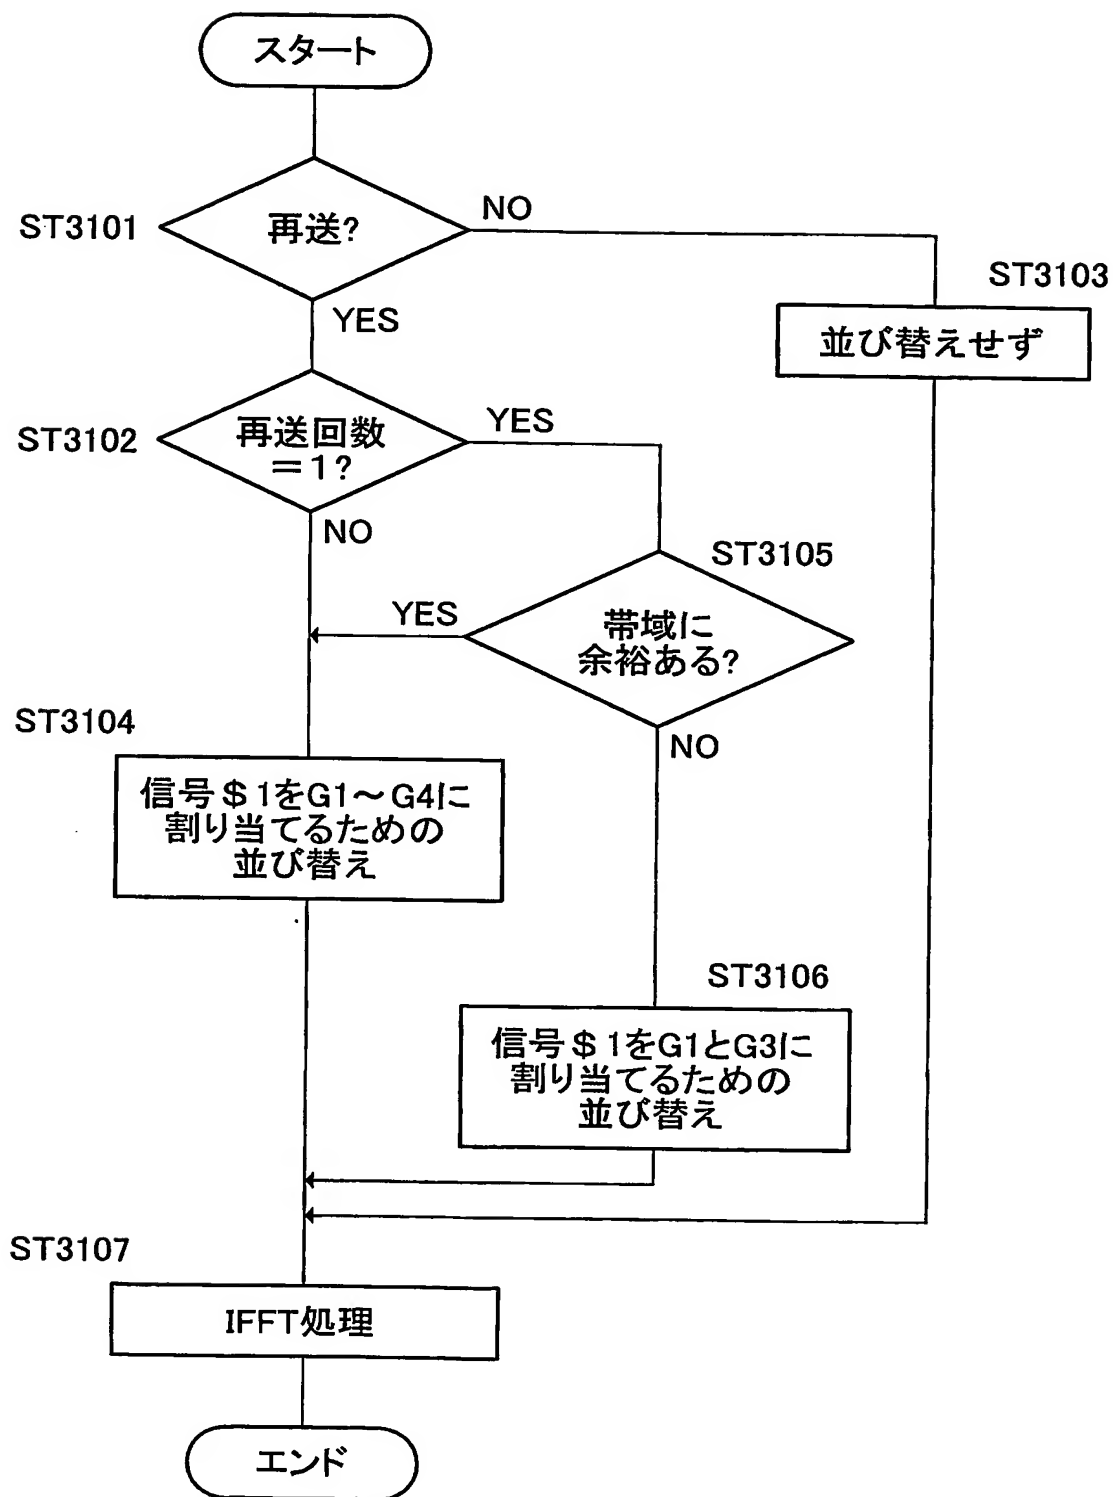 スタート
ST3101
再送?
NO
YES
ST3103
並び替えせず
ST3102
再送回数
=1?
YES
NO
ST3105
帯域に
余裕ある?
YES
NO
ST3104
信号$1をG1~G4に
割り当てるための
並び替え
ST3106
信号$1をG1とG3に
割り当てるための
並び替え
ST3107
IFFT処理
エンド